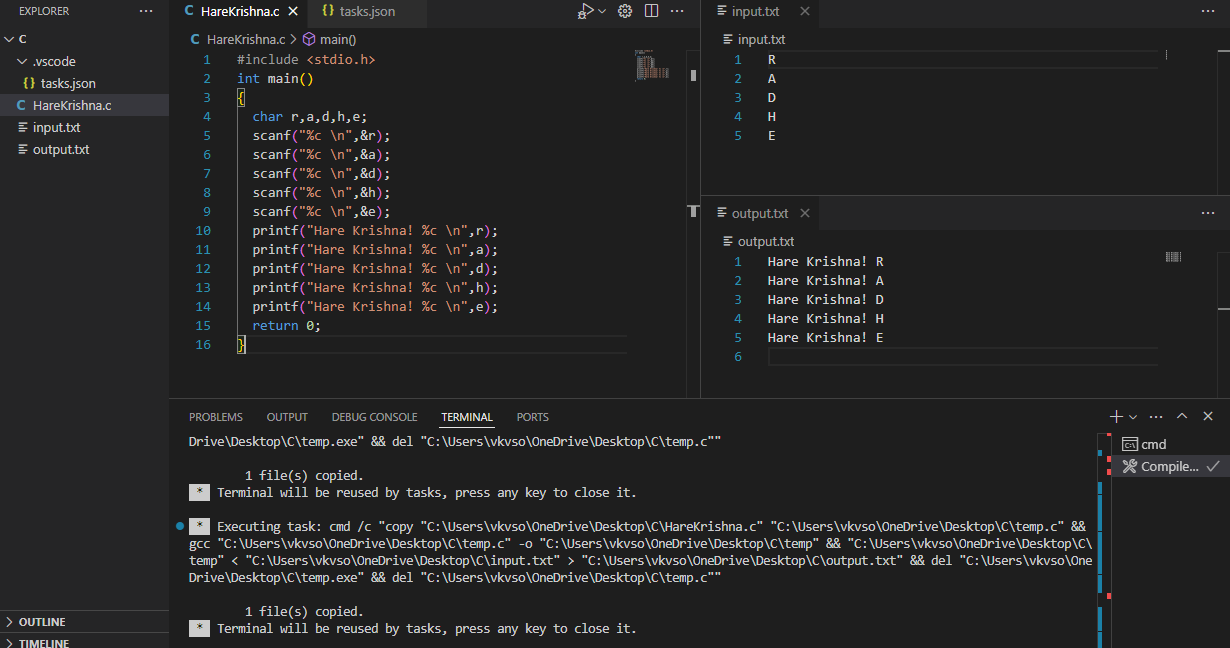 EXPLORER
C
.vscode
tasks.json
HareKrishna.c
input.txt
output.txt
OUTLINE
TIMELINE
C HareKrishna.c
{} tasks.json
C HareKrishna.c > main()
1 #include <stdio.h>
2 int main()
3 {
4 char r,a,d,h,e;
5 scanf("%c \n",&r);
6 scanf("%c \n",&a);
7 scanf("%c \n",&d);
8 scanf("%c \n",&h);
9 scanf("%c \n",&e);
10 printf("Hare Krishna! %c \n",r);
11 printf("Hare Krishna! %c \n",a);
12 printf("Hare Krishna! %c \n",d);
13 printf("Hare Krishna! %c \n",h);
14 printf("Hare Krishna! %c \n",e);
15 return 0;
16 }
input.txt
input.txt
1 R
2 A
3 D
4 H
5 E
output.txt
output.txt
1 Hare Krishna! R
2 Hare Krishna! A
3 Hare Krishna! D
4 Hare Krishna! H
5 Hare Krishna! E
6
PROBLEMS OUTPUT DEBUG CONSOLE TERMINAL PORTS
Drive\Desktop\C\temp.exe" && del "C:\Users\vkvso\OneDrive\Desktop\C\temp.c""
1 file(s) copied.
* Terminal will be reused by tasks, press any key to close it.
* Executing task: cmd /c "copy "C:\Users\vkvso\OneDrive\Desktop\C\HareKrishna.c" "C:\Users\vkvso\OneDrive\Desktop\C\temp.c" &&
gcc "C:\Users\vkvso\OneDrive\Desktop\C\temp.c" -o "C:\Users\vkvso\OneDrive\Desktop\C\temp" && "C:\Users\vkvso\OneDrive\Desktop\C\
temp" < "C:\Users\vkvso\OneDrive\Desktop\C\input.txt" > "C:\Users\vkvso\OneDrive\Desktop\C\output.txt" && del "C:\Users\vkvso\One
Drive\Desktop\C\temp.exe" && del "C:\Users\vkvso\OneDrive\Desktop\C\temp.c""
1 file(s) copied.
* Terminal will be reused by tasks, press any key to close it.
cmd
Compile...